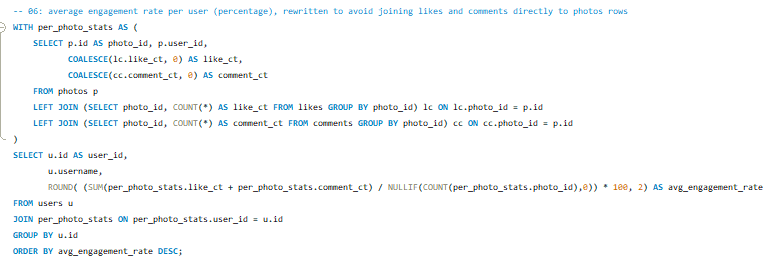 -- 06: average engagement rate per user (percentage), rewritten to avoid joining likes and comments directly to photos rows
WITH per_photo_stats AS (
SELECT p.id AS photo_id, p.user_id,
COALESCE(lc.like_ct, 0) AS like_ct,
COALESCE(cc.comment_ct, 0) AS comment_ct
FROM photos p
LEFT JOIN (SELECT photo_id, COUNT(*) AS like_ct FROM likes GROUP BY photo_id) lc ON lc.photo_id = p.id
LEFT JOIN (SELECT photo_id, COUNT(*) AS comment_ct FROM comments GROUP BY photo_id) cc ON cc.photo_id = p.id
)
SELECT u.id AS user_id,
u.username,
ROUND( (SUM(per_photo_stats.like_ct + per_photo_stats.comment_ct) / NULLIF(COUNT(per_photo_stats.photo_id),0)) * 100, 2) AS avg_engagement_rate
FROM users u
JOIN per_photo_stats ON per_photo_stats.user_id = u.id
GROUP BY u.id
ORDER BY avg_engagement_rate DESC;